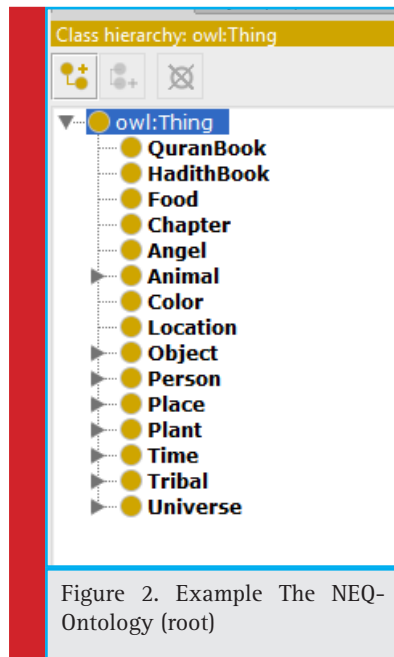 Class hierarchy: owl:Thing
owl:Thing
QuranBook
HadithBook
Food
Chapter
Angel
Animal
Color
Location
Object
Person
Place
Plant
Time
Tribal
Universe
Figure 2. Example The NEQ-
Ontology (root)